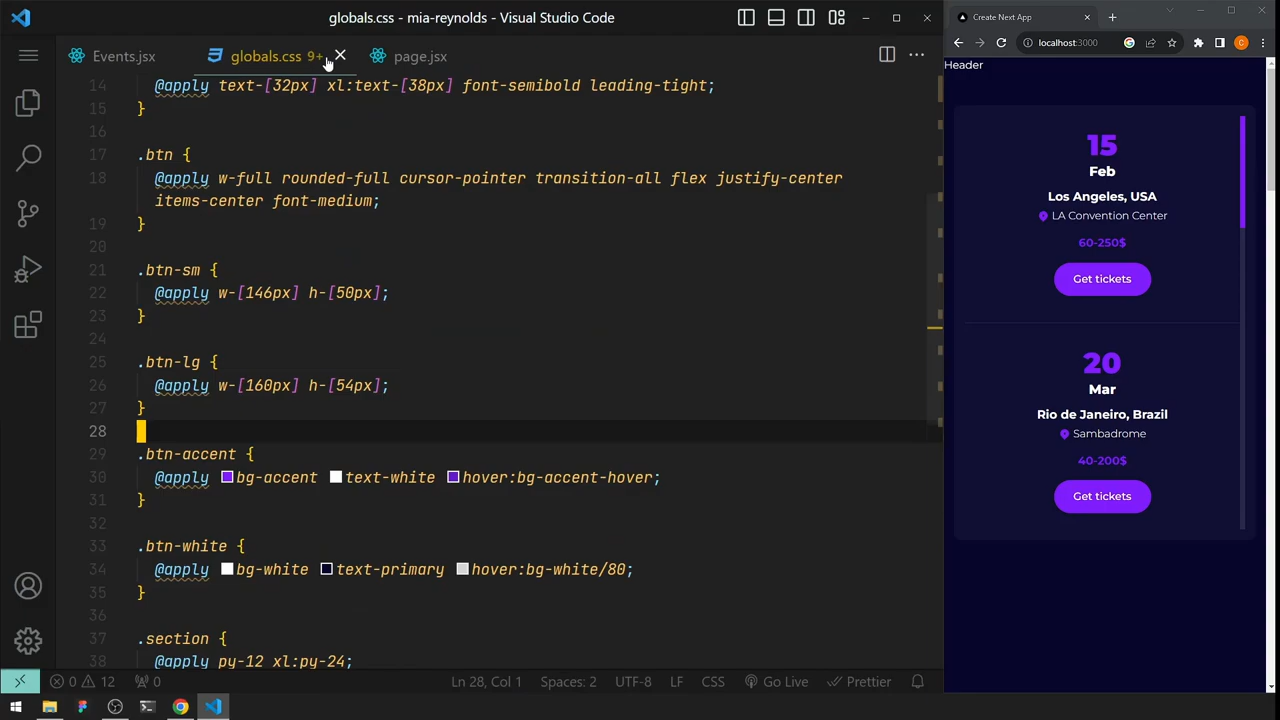 globals.css - mia-reynolds - Visual Studio Code
Events.jsx
globals.css 9+
page.jsx
14 @apply text-[32px] xl:text-[38px] font-semibold leading-tight;
15 }
16
17 .btn {
18 @apply w-full rounded-full cursor-pointer transition-all flex justify-center
items-center font-medium;
19 }
20
21 .btn-sm {
22 @apply w-[146px] h-[50px];
23 }
24
25 .btn-lg {
26 @apply w-[160px] h-[54px];
27 }
28
29 .btn-accent {
30 @apply bg-accent text-white hover:bg-accent-hover;
31 }
32
33 .btn-white {
34 @apply bg-white text-primary hover:bg-white/80;
35 }
36
37 .section {
38 @apply py-12 xl:py-24;
0 12 0
Ln 28, Col 1
Spaces: 2
UTF-8
LF
CSS
Go Live
Prettier
Create Next App
localhost:3000
C
Header
15
Feb
Los Angeles, USA
LA Convention Center
60-250$
Get tickets
20
Mar
Rio de Janeiro, Brazil
Sambadrome
40-200$
Get tickets